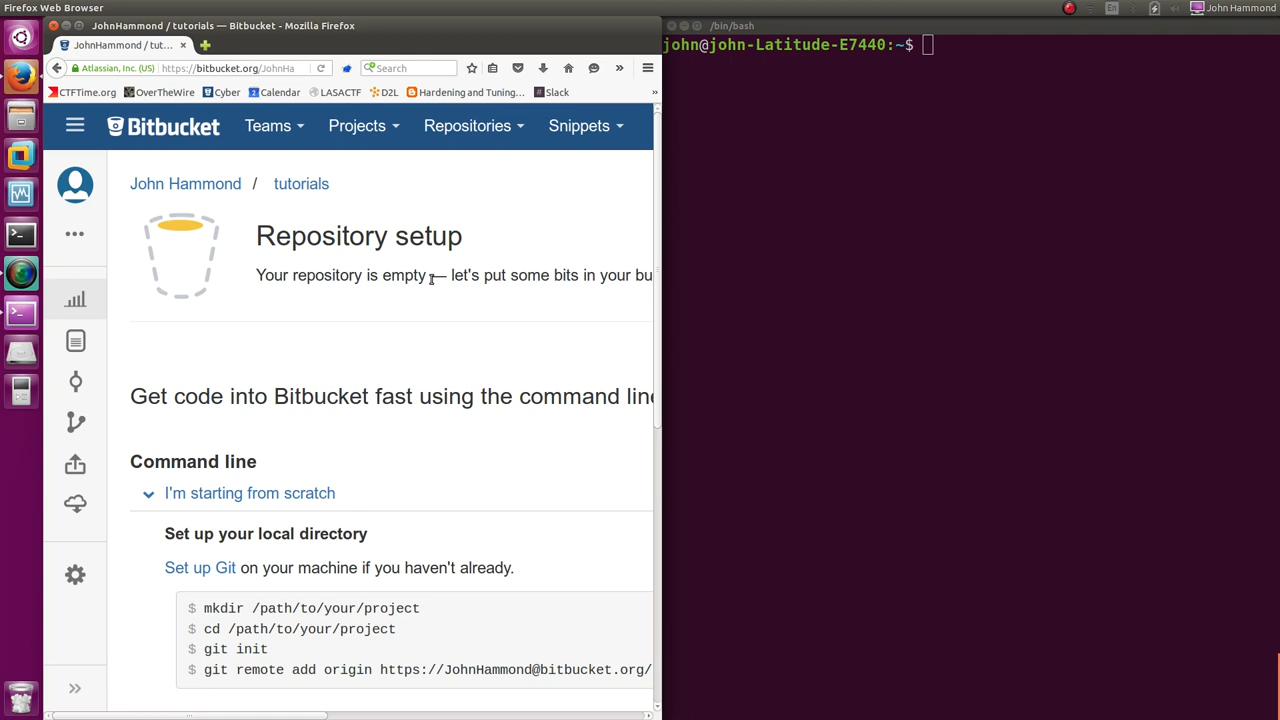 Firefox Web Browser
En
John Hammond
JohnHammond / tutorials — Bitbucket - Mozilla Firefox
/bin/bash
JohnHammond / tut...
john@john-Latitude-E7440:~$
Atlassian, Inc. (US)
https://bitbucket.org/JohnHa
Search
CTFTime.org
OverTheWire
Cyber
Calendar
LASACTF
D2L
Hardening and Tuning...
Slack
Bitbucket
Teams
Projects
Repositories
Snippets
John Hammond / tutorials
Repository setup
Your repository is empty — let's put some bits in your bu
Get code into Bitbucket fast using the command line
Command line
I'm starting from scratch
Set up your local directory
Set up Git on your machine if you haven't already.
$ mkdir /path/to/your/project
$ cd /path/to/your/project
$ git init
$ git remote add origin https://JohnHammond@bitbucket.org/